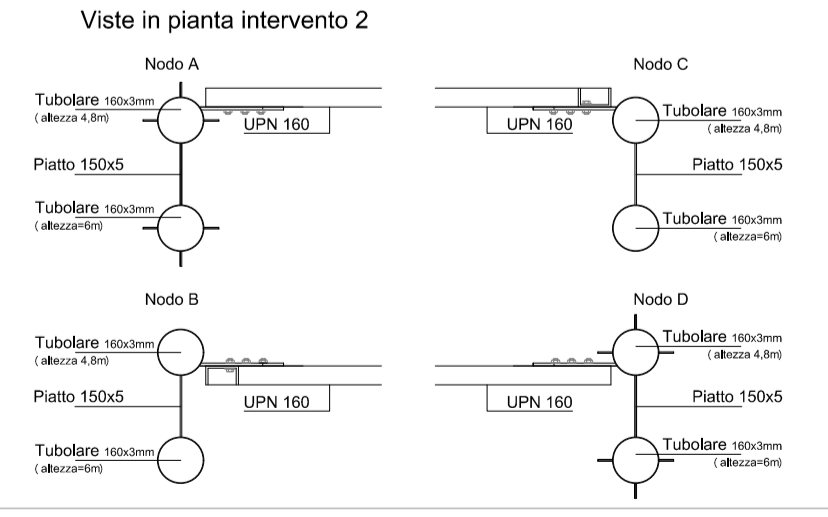 Viste in pianta intervento 2
Nodo A
Tubolare 160x3mm
( altezza 4,8m)
UPN 160
Piatto 150x5
Tubolare 160x3mm
( altezza=6m)
Nodo C
UPN 160
Tubolare 160x3mm
( altezza 4,8m)
Piatto 150x5
Tubolare 160x3mm
( altezza=6m)
Nodo B
Tubolare 160x3mm
( altezza 4,8m)
Piatto 150x5
UPN 160
Tubolare 160x3mm
( altezza=6m)
Nodo D
Tubolare 160x3mm
( altezza 4,8m)
UPN 160
Piatto 150x5
Tubolare 160x3mm
( altezza=6m)